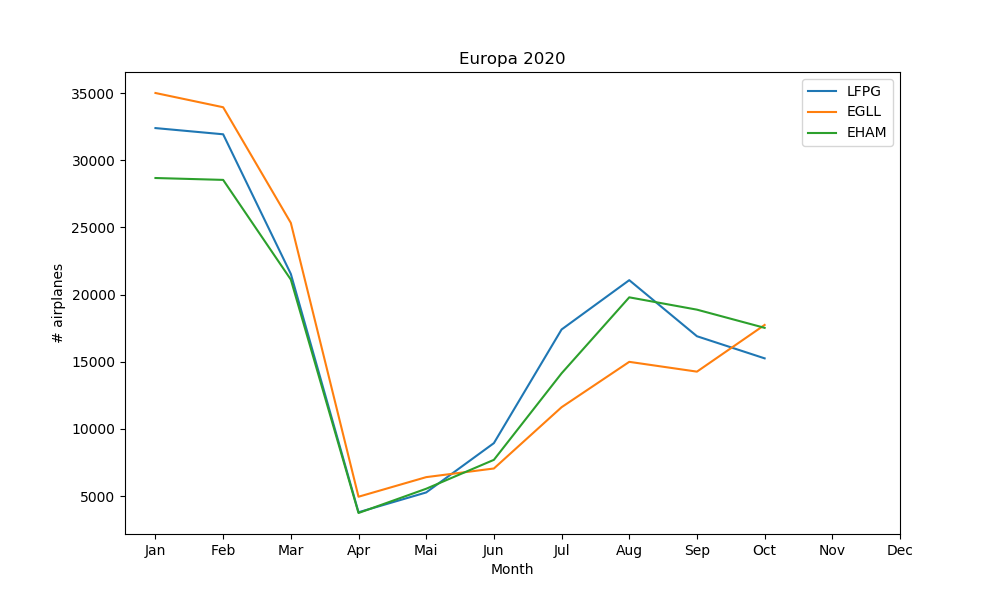 Europa 2020
LFPG
EGLL
EHAM
35000
30000
25000
20000
15000
10000
5000
# airplanes
Jan Feb Mar Apr Mai Jun Jul Aug Sep Oct Nov Dec
Month